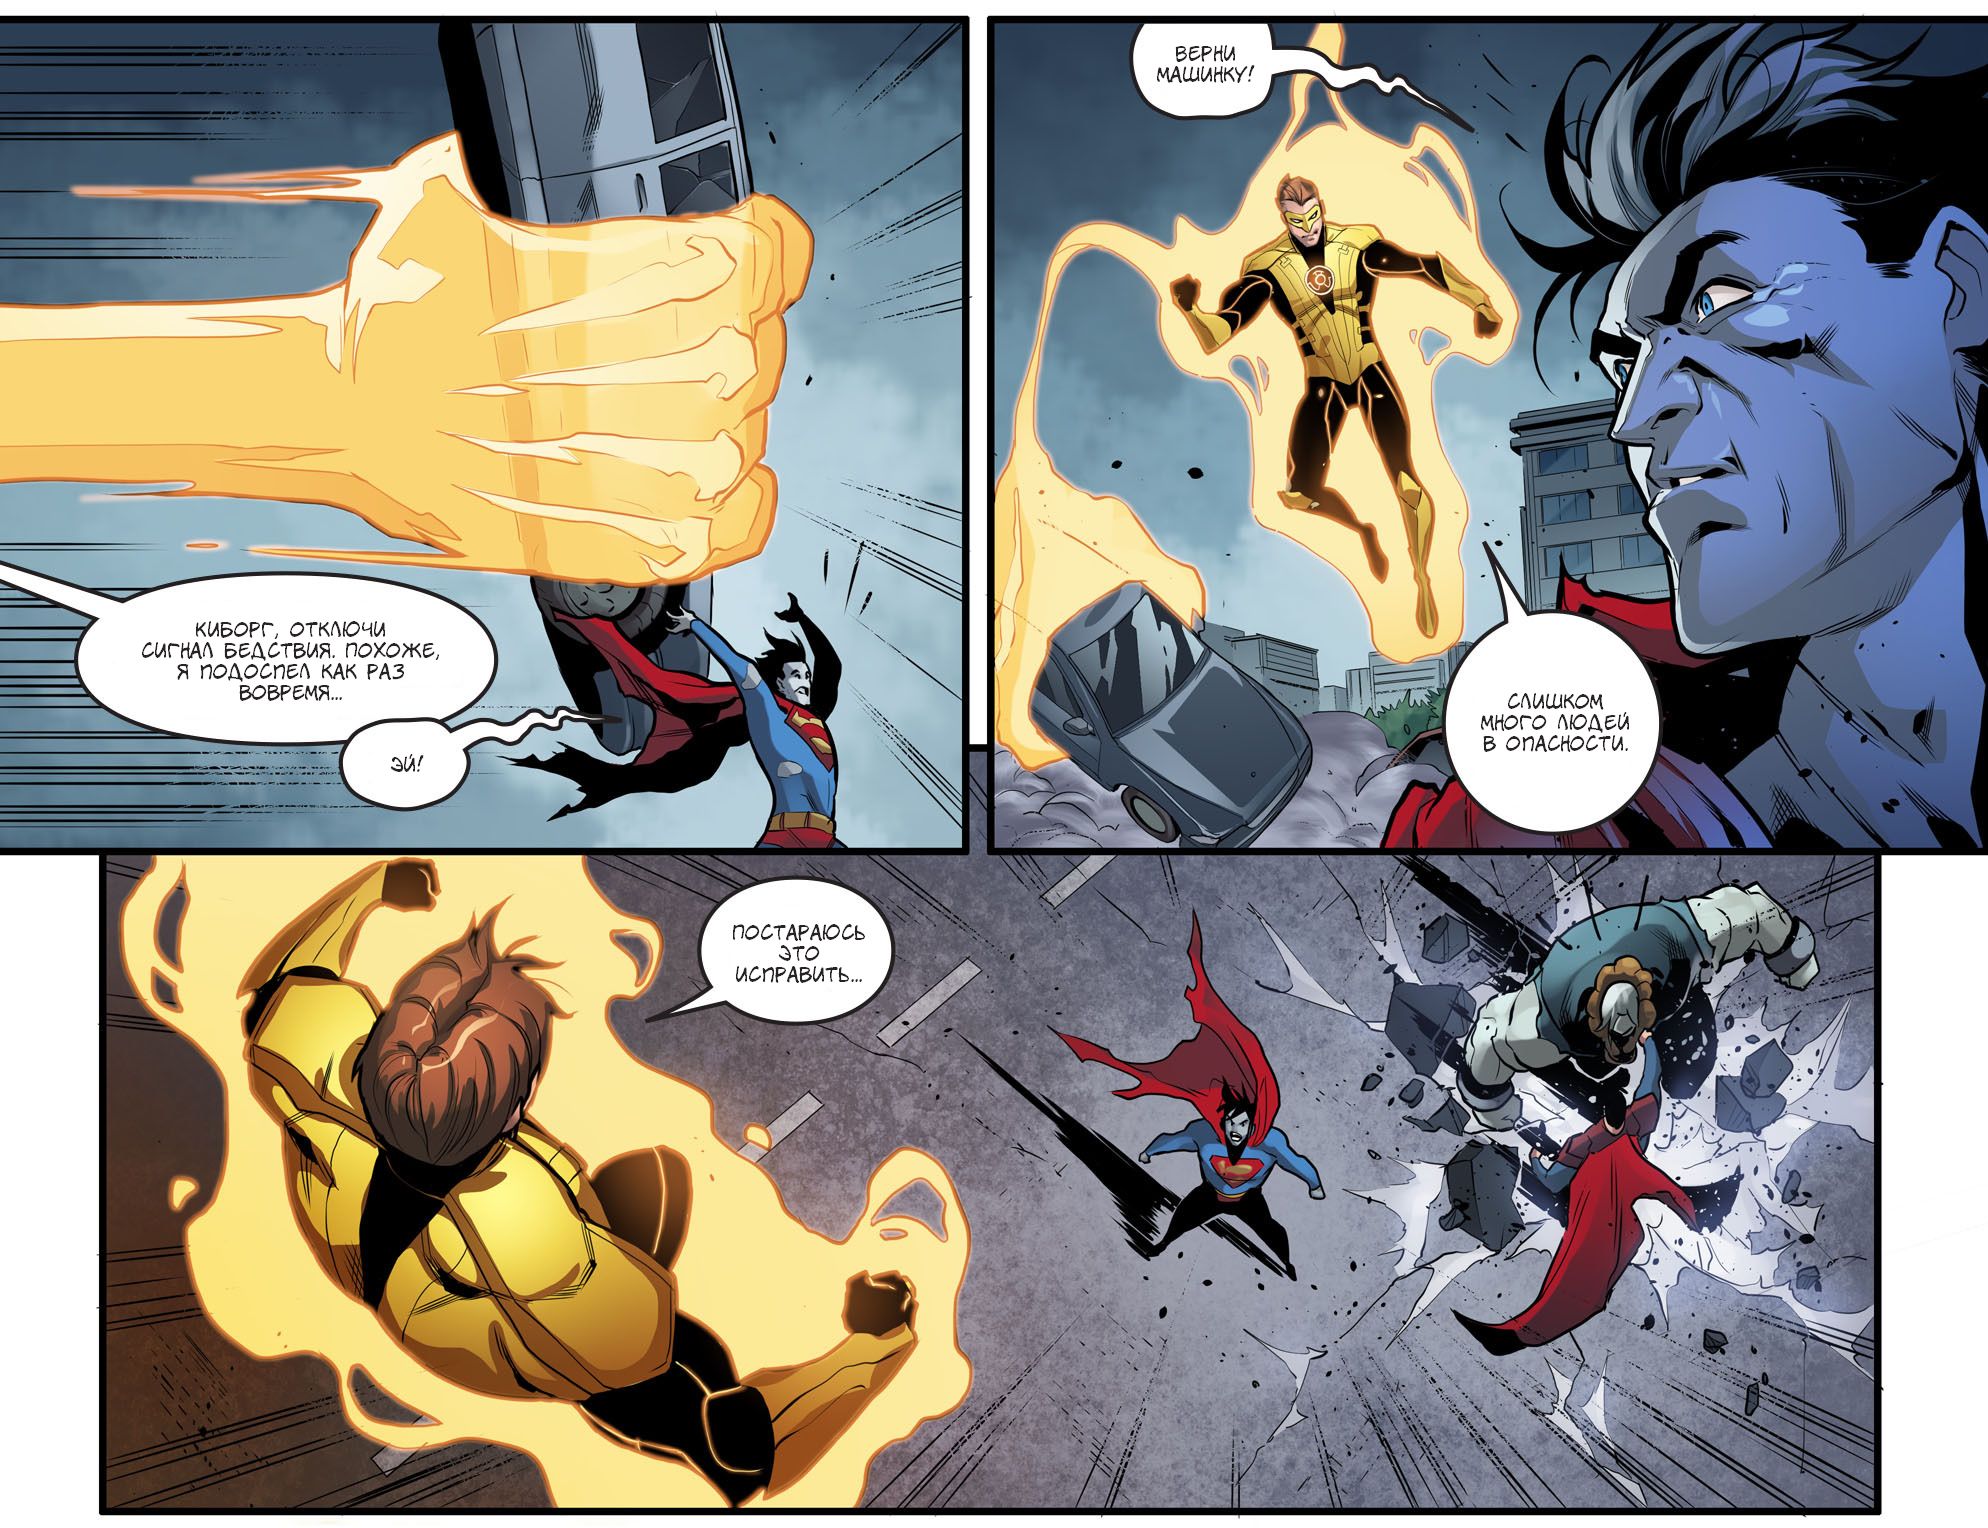 КИБОРГ, ОТКЛЮЧИ
СИГНАЛ БЕДСТВИЯ. ПОХОЖЕ,
Я ПОДОСПЕЛ КАК РАЗ
ВОВРЕМЯ...
ЭЙ!
ВЕРНИ
МАШИНКУ!
СЛИШКОМ
МНОГО ЛЮДЕЙ
В ОПАСНОСТИ.
ПОСТАРАЮСЬ
ЭТО
ИСПРАВИТЬ...